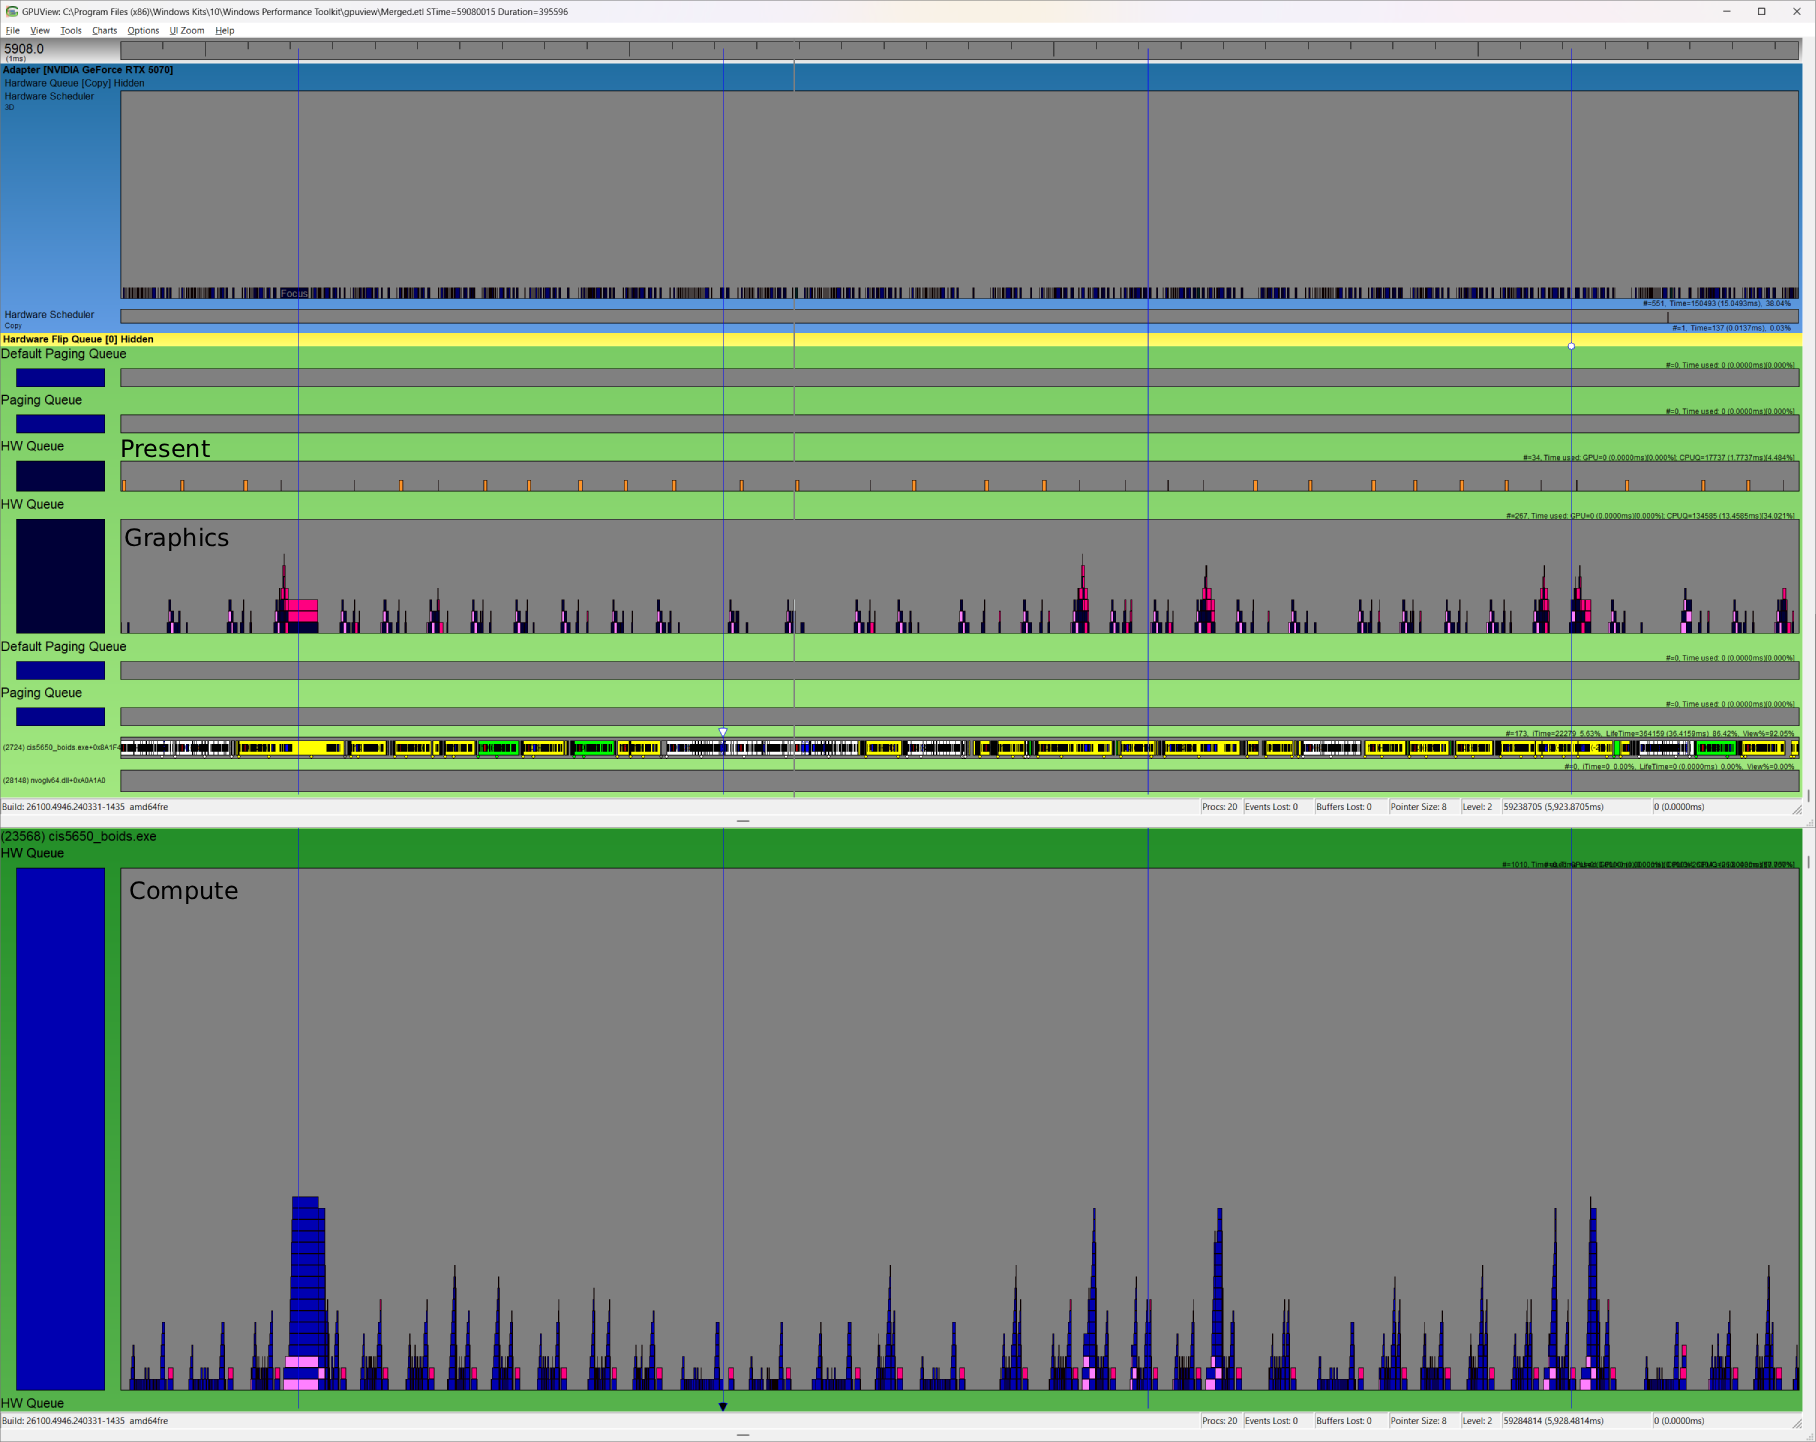 GPUView: C:\Program Files (x86)\Windows Kits\10\Windows Performance Toolkit\gpuview\Merged.etl STime=59080015 Duration=395596
File View Tools Charts Options UI Zoom Help
5908.0
(1ms)
Adapter [NVIDIA GeForce RTX 5070]
Hardware Queue [Copy] Hidden
Hardware Scheduler
3D
Focus
#=551, Time=150493 (15.0493ms), 38.04%
Hardware Scheduler
Copy
#=1, Time=137 (0.0137ms), 0.03%
Hardware Flip Queue [0] Hidden
Default Paging Queue
#=0, Time used: 0 (0.0000ms)[0.000%]
Paging Queue
#=0, Time used: 0 (0.0000ms)[0.000%]
HW Queue
Present
#=34, Time used: GPU=0 (0.0000ms)[0.000%]; CPUQ=17737 (1.7737ms)[4.484%]
HW Queue
#=267, Time used: GPU=0 (0.0000ms)[0.000%]; CPUQ=134585 (13.4585ms)[34.021%]
Graphics
Default Paging Queue
#=0, Time used: 0 (0.0000ms)[0.000%]
Paging Queue
#=0, Time used: 0 (0.0000ms)[0.000%]
(2724) cis5650_boids.exe+0x8A1F4
#=173, (Time=22279 5.63%, LifeTime=364159 (36.4159ms) 86.42%, View%=92.05%)
#=0, (Time=0 0.00%, LifeTime=0 (0.0000ms) 0.00%, View%=0.00%)
(28148) nvoglv64.dll+0xA0A1A0
Build: 26100.4946.240331-1435 amd64fre
Procs: 20 Events Lost: 0 Buffers Lost: 0 Pointer Size: 8 Level: 2 59238705 (5,923.8705ms) 0 (0.0000ms)
(23568) cis5650_boids.exe
HW Queue
#=1010,
Compute
HW Queue
Build: 26100.4946.240331-1435 amd64fre
Procs: 20 Events Lost: 0 Buffers Lost: 0 Pointer Size: 8 Level: 2 59284814 (5,928.4814ms) 0 (0.0000ms)